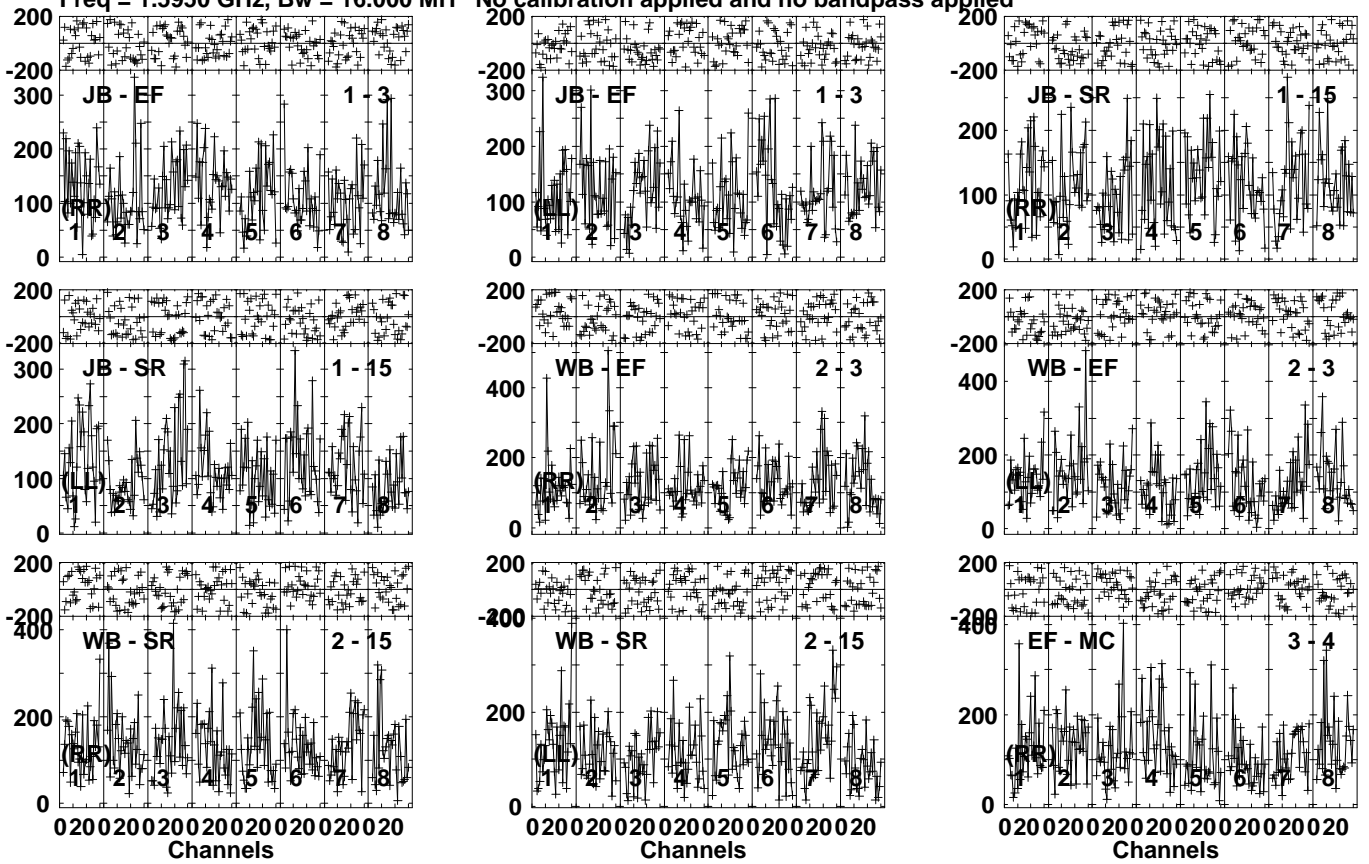 Freq = 1.5950 GHz, Bw = 16.000 MH No calibration applied and no bandpass applied
200 200 200
-200 -200 -200
300 JB - EF 1 - 3
200
100 (RR)
1 2 3 4 5 6 7 8
0
300 JB - EF 1 - 3
200
100 (LL)
1 2 3 4 5 6 7 8
0
JB - SR 1 - 15
200
100 (RR)
1 2 3 4 5 6 7 8
0
200 200 200
-200 -200 -200
300 JB - SR 1 - 15
200
100 (LL)
1 2 3 4 5 6 7 8
0
WB - EF 2 - 3
400
200
(RR)
1 2 3 4 5 6 7 8
0
WB - EF 2 - 3
400
200
(LL)
1 2 3 4 5 6 7 8
0
200 200 200
-200 -200 -200
400 WB - SR 2 - 15
200
(RR)
1 2 3 4 5 6 7 8
0
400 WB - SR 2 - 15
200
(LL)
1 2 3 4 5 6 7 8
0
400 EF - MC 3 - 4
200
(RR)
1 2 3 4 5 6 7 8
0
0 20 0 20 0 20 0 20 0 20 0 20 0 20 0 20
0 20 0 20 0 20 0 20 0 20 0 20 0 20 0 20
0 20 0 20 0 20 0 20 0 20 0 20 0 20 0 20
Channels Channels Channels